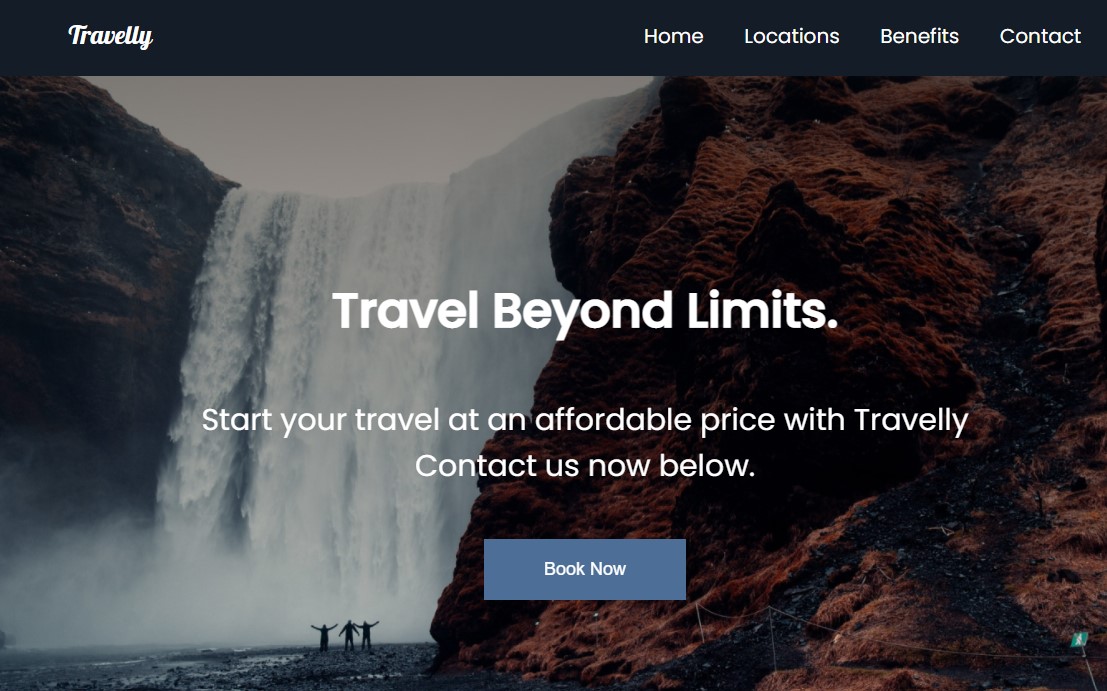 Travelly
Home Locations Benefits Contact
Travel Beyond Limits.
Start your travel at an affordable price with Travelly
Contact us now below.
Book Now